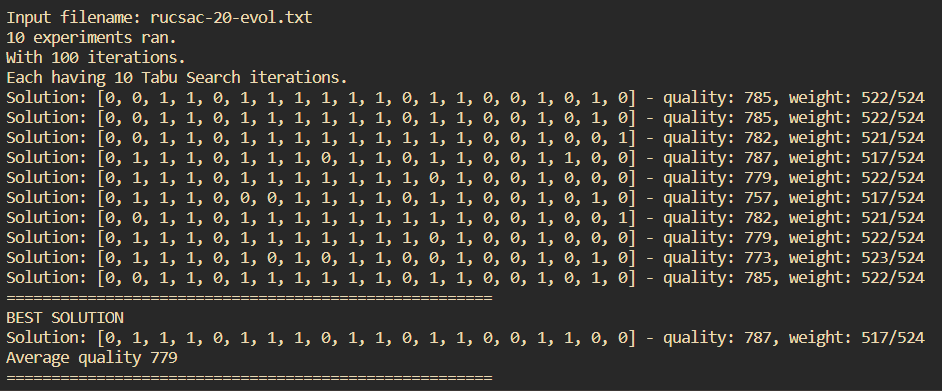 Input filename: rucsac-20-evol.txt
10 experiments ran.
With 100 iterations.
Each having 10 Tabu Search iterations.
Solution: [0, 0, 1, 1, 0, 1, 1, 1, 1, 1, 1, 0, 1, 1, 0, 0, 1, 0, 1, 0] - quality: 785, weight: 522/524
Solution: [0, 0, 1, 1, 0, 1, 1, 1, 1, 1, 1, 0, 1, 1, 0, 0, 1, 0, 1, 0] - quality: 785, weight: 522/524
Solution: [0, 0, 1, 1, 0, 1, 1, 1, 1, 1, 1, 1, 1, 1, 0, 0, 1, 0, 0, 1] - quality: 782, weight: 521/524
Solution: [0, 1, 1, 1, 0, 1, 1, 1, 0, 1, 1, 0, 1, 1, 0, 0, 1, 1, 0, 0] - quality: 787, weight: 517/524
Solution: [0, 1, 1, 1, 0, 1, 1, 1, 1, 1, 1, 1, 0, 1, 0, 0, 1, 0, 0, 0] - quality: 779, weight: 522/524
Solution: [0, 1, 1, 1, 0, 0, 0, 1, 1, 1, 1, 0, 1, 1, 0, 0, 1, 0, 1, 0] - quality: 757, weight: 517/524
Solution: [0, 0, 1, 1, 0, 1, 1, 1, 1, 1, 1, 1, 1, 1, 0, 0, 1, 0, 0, 1] - quality: 782, weight: 521/524
Solution: [0, 1, 1, 1, 0, 1, 1, 1, 1, 1, 1, 1, 0, 1, 0, 0, 1, 0, 0, 0] - quality: 779, weight: 522/524
Solution: [0, 1, 1, 1, 0, 1, 0, 1, 0, 1, 1, 1, 1, 0, 0, 1, 1, 0, 1, 0] - quality: 773, weight: 523/524
Solution: [0, 0, 1, 1, 0, 1, 1, 1, 1, 1, 1, 0, 1, 1, 0, 0, 1, 0, 1, 0] - quality: 785, weight: 522/524
======================================================
BEST SOLUTION
Solution: [0, 1, 1, 1, 0, 1, 1, 1, 0, 1, 1, 0, 1, 1, 0, 0, 1, 1, 0, 0] - quality: 787, weight: 517/524
Average quality 779
======================================================